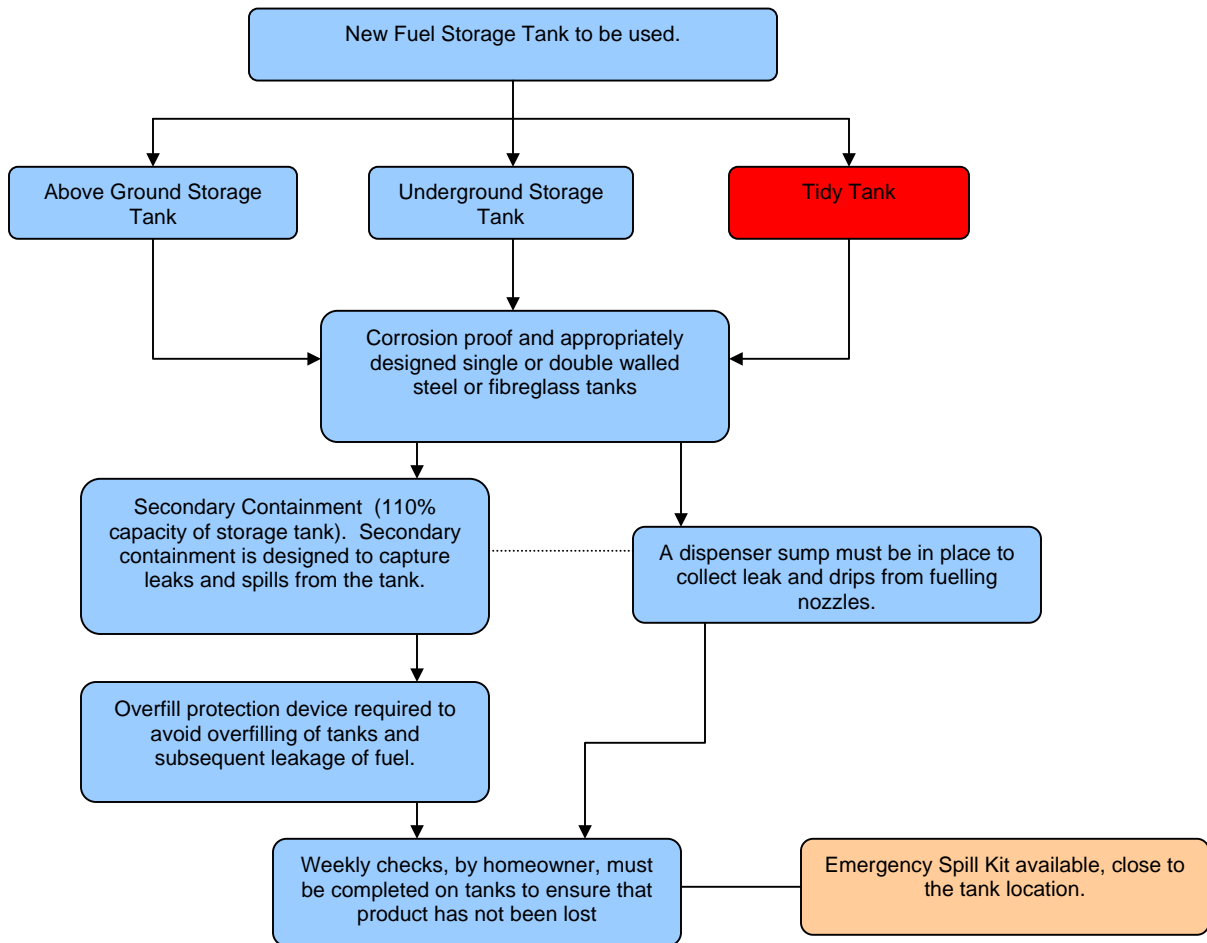 New Fuel Storage Tank to be used.
Above Ground Storage
Tank
Underground Storage
Tank
Tidy Tank
Corrosion proof and appropriately
designed single or double walled
steel or fibreglass tanks
Secondary Containment (110%
capacity of storage tank). Secondary
containment is designed to capture
leaks and spills from the tank.
A dispenser sump must be in place to
collect leak and drips from fuelling
nozzles.
Overfill protection device required to
avoid overfilling of tanks and
subsequent leakage of fuel.
Weekly checks, by homeowner, must
be completed on tanks to ensure that
product has not been lost
Emergency Spill Kit available, close to
the tank location.